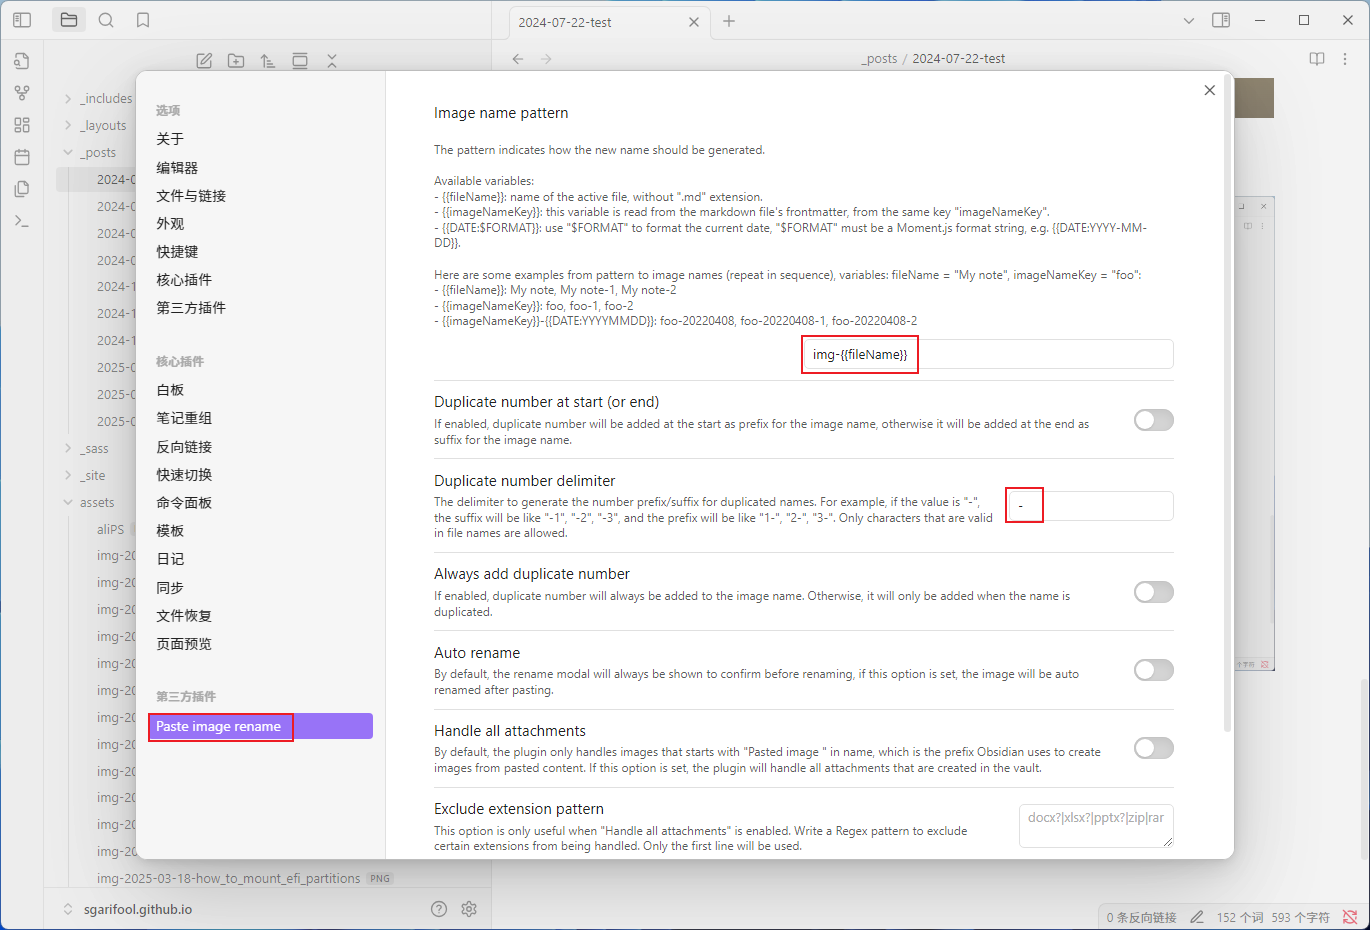 2024-07-22-test
_posts / 2024-07-22-test
_includes
_layouts
_posts
2024-0
2024-0
2024-0
2024-0
2024-1
2024-1
2024-1
2025-0
2025-0
2025-0
_sass
_site
assets
aliPS
img-20
img-20
img-20
img-20
img-20
img-20
img-20
img-20
img-20
img-20
img-20
img-20
img-2025-03-18-how_to_mount_efi_partitions PNG
sgarifool.github.io
选项
关于
编辑器
文件与链接
外观
快捷键
核心插件
第三方插件
核心插件
白板
笔记重组
反向链接
快速切换
命令面板
模板
日记
同步
文件恢复
页面预览
第三方插件
Paste image rename
Image name pattern
The pattern indicates how the new name should be generated.
Available variables:
- {{fileName}}: name of the active file, without ".md" extension.
- {{imageNameKey}}: this variable is read from the markdown file's frontmatter, from the same key "imageNameKey".
- {{DATE:$FORMAT}}: use "$FORMAT" to format the current date, "$FORMAT" must be a Moment.js format string, e.g. {{DATE:YYYY-MM-
DD}}.
Here are some examples from pattern to image names (repeat in sequence), variables: fileName = "My note", imageNameKey = "foo":
- {{fileName}}: My note, My note-1, My note-2
- {{imageNameKey}}: foo, foo-1, foo-2
- {{imageNameKey}}-{{DATE:YYYYMMDD}}: foo-20220408, foo-20220408-1, foo-20220408-2
img-{{fileName}}
Duplicate number at start (or end)
If enabled, duplicate number will be added at the start as prefix for the image name, otherwise it will be added at the end as
suffix for the image name.
Duplicate number delimiter
The delimiter to generate the number prefix/suffix for duplicated names. For example, if the value is "-",
the suffix will be like "-1", "-2", "-3", and the prefix will be like "1-", "2-", "3-". Only characters that are valid
in file names are allowed.
-
Always add duplicate number
If enabled, duplicate number will always be added to the image name. Otherwise, it will only be added when the name is
duplicated.
Auto rename
By default, the rename modal will always be shown to confirm before renaming, if this option is set, the image will be auto
renamed after pasting.
Handle all attachments
By default, the plugin only handles images that starts with "Pasted image " in name, which is the prefix Obsidian uses to create
images from pasted content. If this option is set, the plugin will handle all attachments that are created in the vault.
Exclude extension pattern
This option is only useful when "Handle all attachments" is enabled. Write a Regex pattern to exclude
certain extensions from being handled. Only the first line will be used.
docx?|xlsx?|pptx?|zip|rar
个字符
0 条反向链接 152 个词 593 个字符